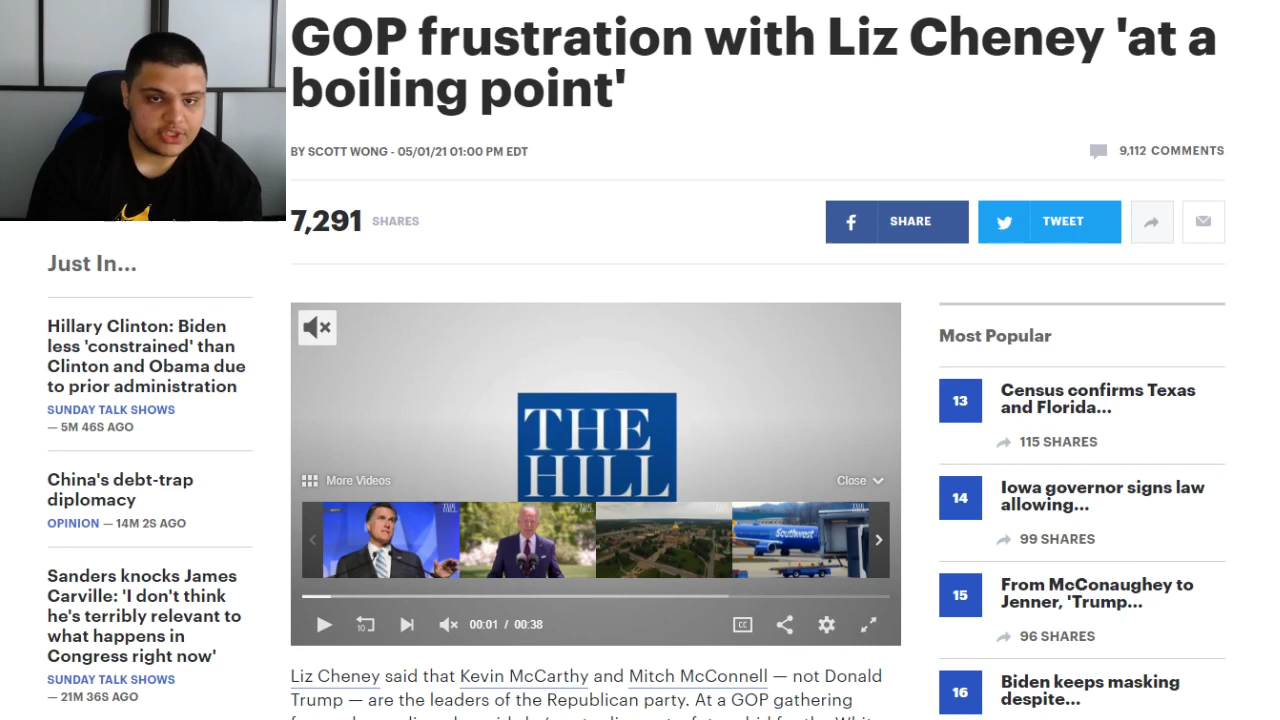 GOP frustration with Liz Cheney 'at a
boiling point'
BY SCOTT WONG - 05/01/21 01:00 PM EDT
9,112 COMMENTS
7,291 SHARES
SHARE
TWEET
Just In...
Hillary Clinton: Biden
less 'constrained' than
Clinton and Obama due
to prior administration
SUNDAY TALK SHOWS
— 5M 46S AGO
China's debt-trap
diplomacy
OPINION — 14M 2S AGO
Sanders knocks James
Carville: 'I don't think
he's terribly relevant to
what happens in
Congress right now'
SUNDAY TALK SHOWS
— 21M 36S AGO
THE
HILL
More Videos
Close
Southwest
10
00:01 / 00:38
CC
Liz Cheney said that Kevin McCarthy and Mitch McConnell — not Donald
Trump — are the leaders of the Republican party. At a GOP gathering
Most Popular
13
Census confirms Texas
and Florida...
115 SHARES
14
Iowa governor signs law
allowing...
99 SHARES
15
From McConaughey to
Jenner, 'Trump...
96 SHARES
16
Biden keeps masking
despite...